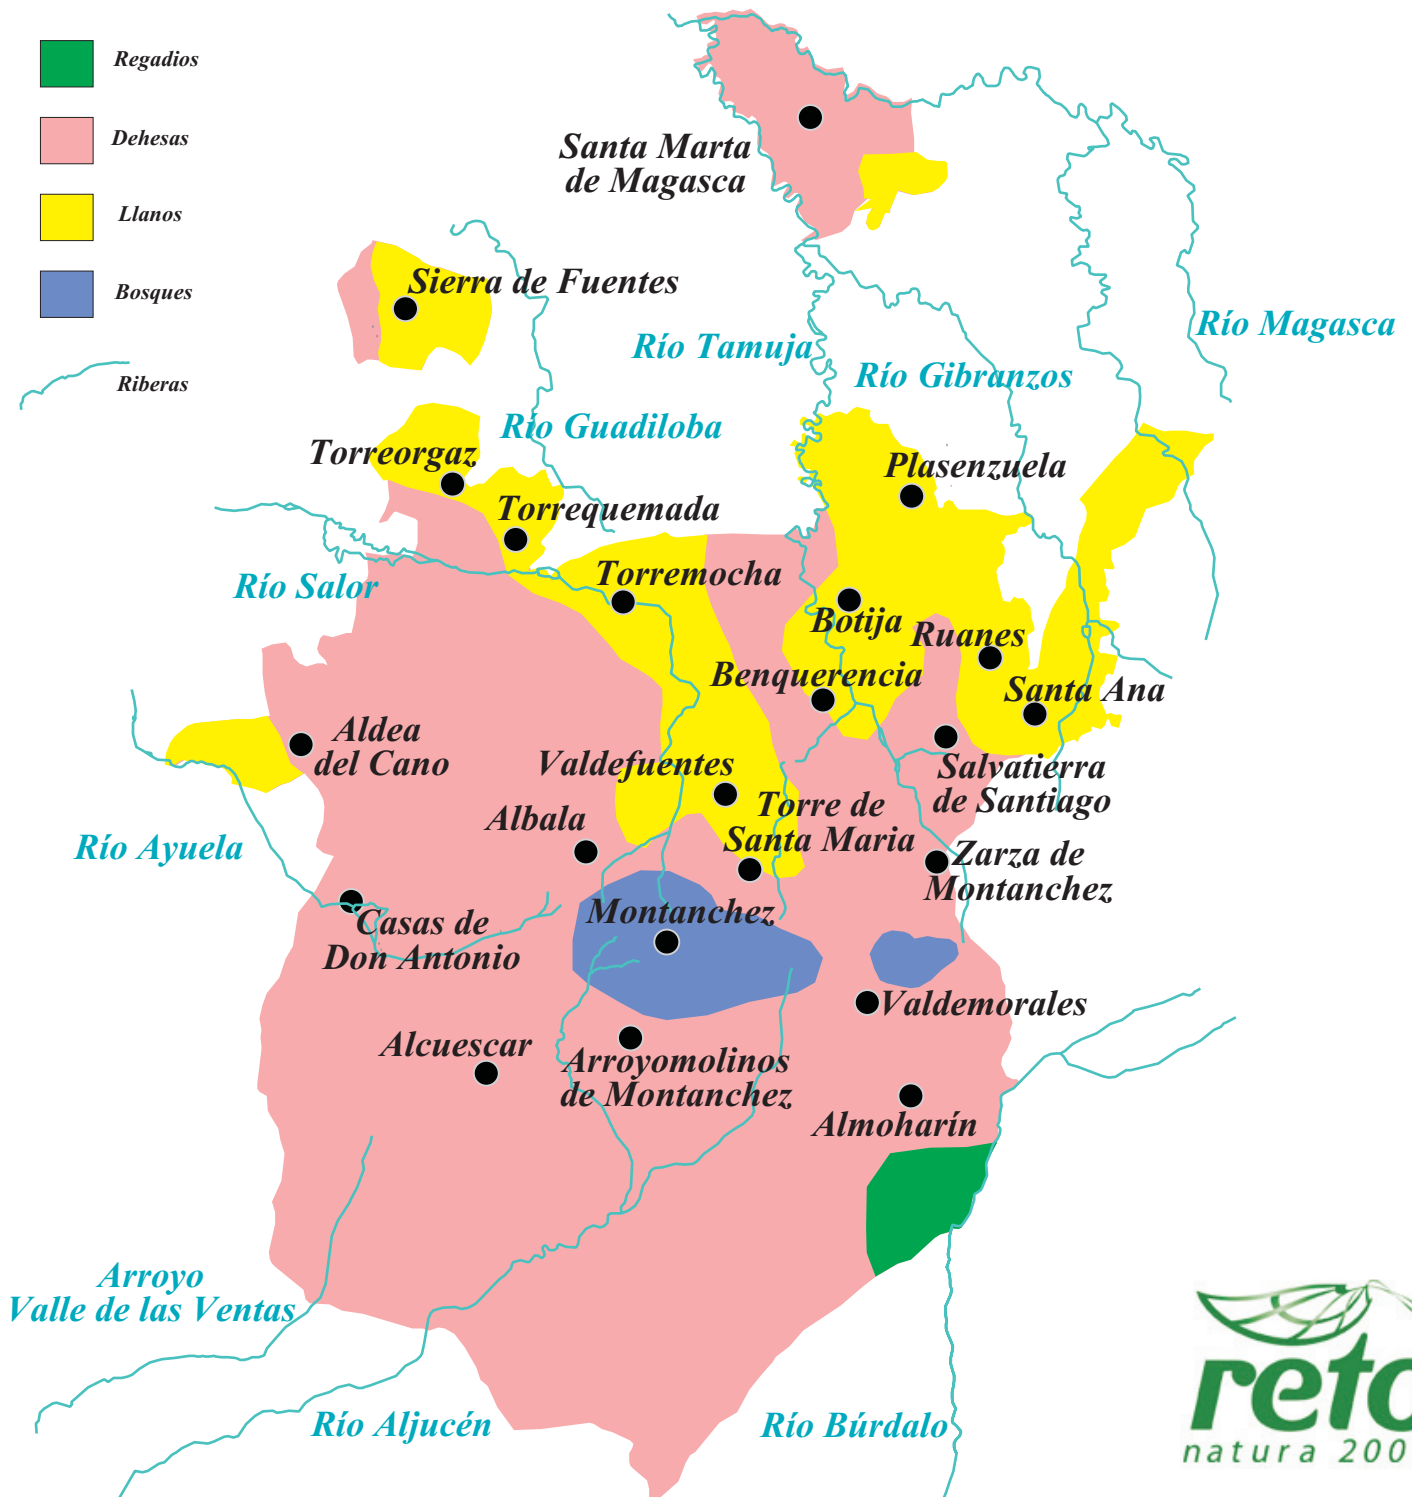 Regadios
Dehesas
Llanos
Bosques
Riberas
Santa Marta
de Magasca
Sierra de Fuentes
Río Magasca
Río Tamuja
Río Gibranzos
Río Guadiloba
Torreorgaz
Plasenzuela
Torrequemada
Río Salor
Torremocha
Botija
Ruanes
Benquerencia
Santa Ana
Aldea
del Cano
Valdefuentes
Salvatierra
de Santiago
Torre de
Santa Maria
Albala
Río Ayuela
Zarza de
Montanchez
Montanchez
Casas de
Don Antonio
Valdemorales
Alcuescar
Arroyomolinos
de Montanchez
Almoharín
Arroyo
Valle de las Ventas
Río Aljucén
Río Búrdalo
reto
natura 200